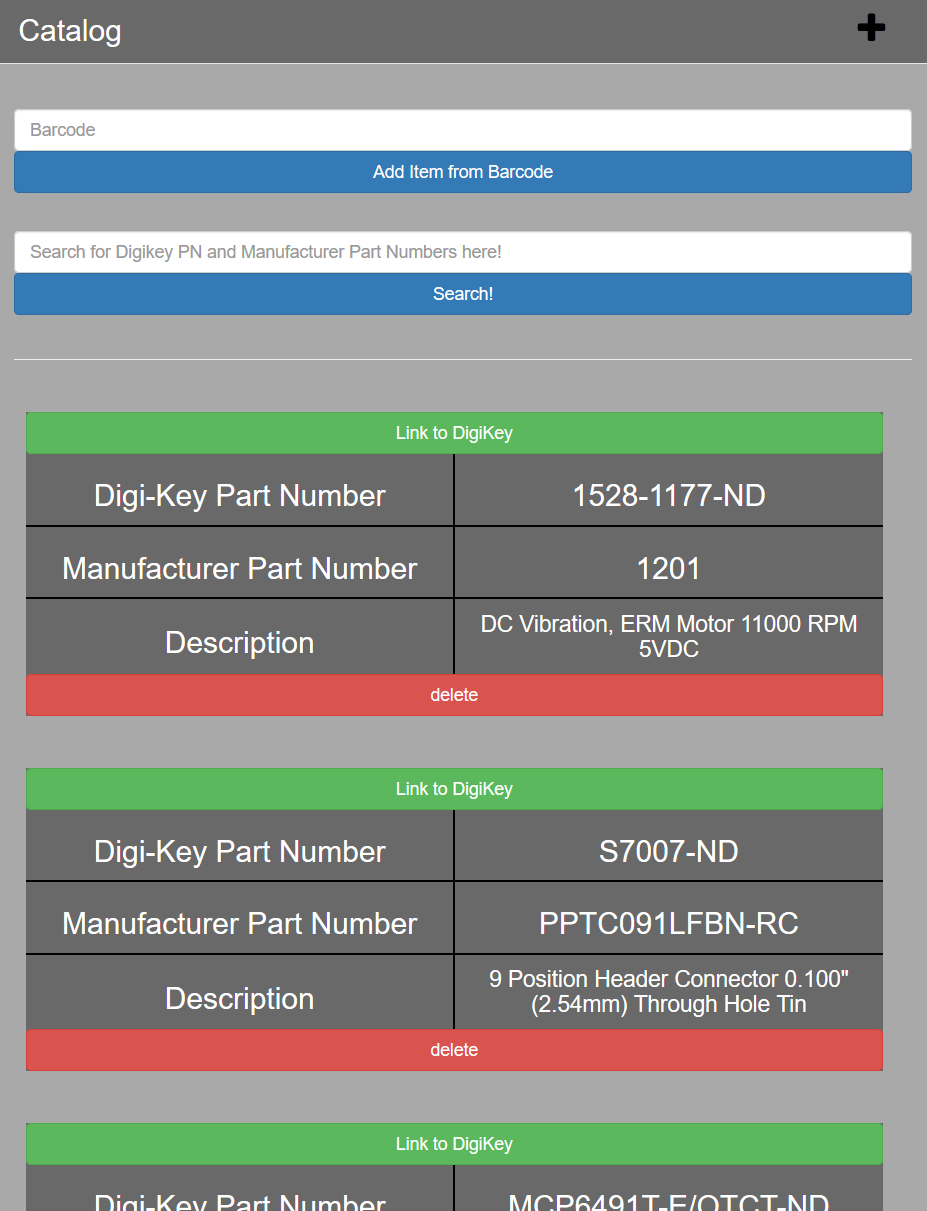 Catalog
Barcode
Add Item from Barcode
Search for Digikey PN and Manufacturer Part Numbers here!
Search!
Link to DigiKey
Digi-Key Part Number
1528-1177-ND
Manufacturer Part Number
1201
Description
DC Vibration, ERM Motor 11000 RPM
5VDC
delete
Link to DigiKey
Digi-Key Part Number
S7007-ND
Manufacturer Part Number
PPTC091LFBN-RC
Description
9 Position Header Connector 0.100"
(2.54mm) Through Hole Tin
delete
Link to DigiKey
Digi-Key Part Number
MCP6491T-E/OTCT-ND